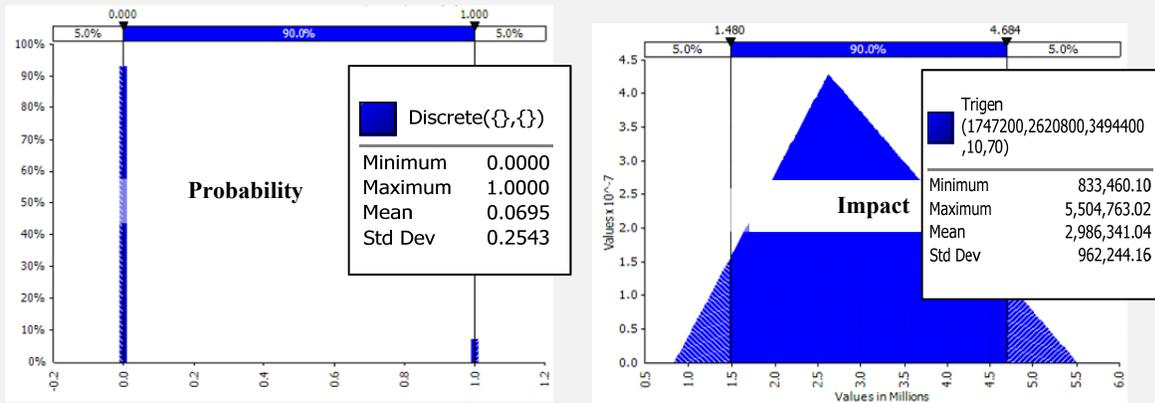 0.000 1.000
5.0% 90.0% 5.0%
100%
90%
80%
70%
60%
50%
40%
30%
20%
10%
0%
-0.2 0.0 0.2 0.4 0.6 0.8 1.0 1.2
Probability
Discrete({},{})
Minimum 0.0000
Maximum 1.0000
Mean 0.0695
Std Dev 0.2543
1.480 4.684
5.0% 90.0% 5.0%
4.5
4.0
3.5
3.0
2.5
2.0
1.5
1.0
0.5
0.0
Values x 10^-7
0.5 1.0 1.5 2.0 2.5 3.0 3.5 4.0 4.5 5.0 5.5 6.0
Values in Millions
Impact
Trigen
(1747200,2620800,3494400
,10,70)
Minimum 833,460.10
Maximum 5,504,763.02
Mean 2,986,341.04
Std Dev 962,244.16